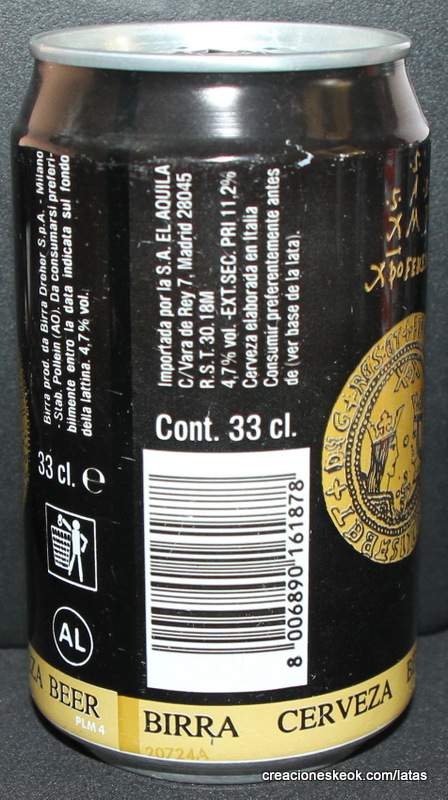 Birra prod. da Birra Dreher S.p.A. - Milano
- Stab. Pollein (AO). Da consumarsi preferi-
bilmente entro la data indicata sul fondo
della lattina. 4,7% vol.
33 cl. e
AL
Importada por la S.A. EL AGUILA
C/Vara de Rey 7. Madrid 28045
R.S.T. 30.18M
4,7% vol. -EXT.SEC. PRI 11,2%
Cerveza elaborada en Italia
Consumir preferentemente antes
de (ver base de la lata).
Cont. 33 cl.
8 006890 161878
ZA BEER
PLM 4
BIRRA CERVEZA
20724A
creacioneskeok.com/latas